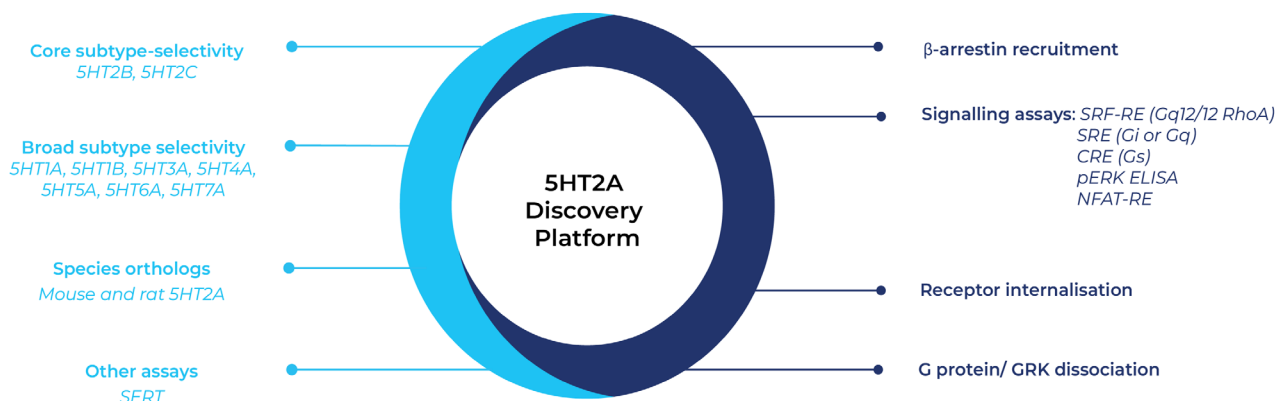 Core subtype-selectivity
5HT2B, 5HT2C
Broad subtype selectivity
5HT1A, 5HT1B, 5HT3A, 5HT4A,
5HT5A, 5HT6A, 5HT7A
Species orthologs
Mouse and rat 5HT2A
Other assays
SERT
5HT2A
Discovery
Platform
β-arrestin recruitment
Signalling assays: SRF-RE (Gq12/12 RhoA)
SRE (Gi or Gq)
CRE (Gs)
pERK ELISA
NFAT-RE
Receptor internalisation
G protein/ GRK dissociation